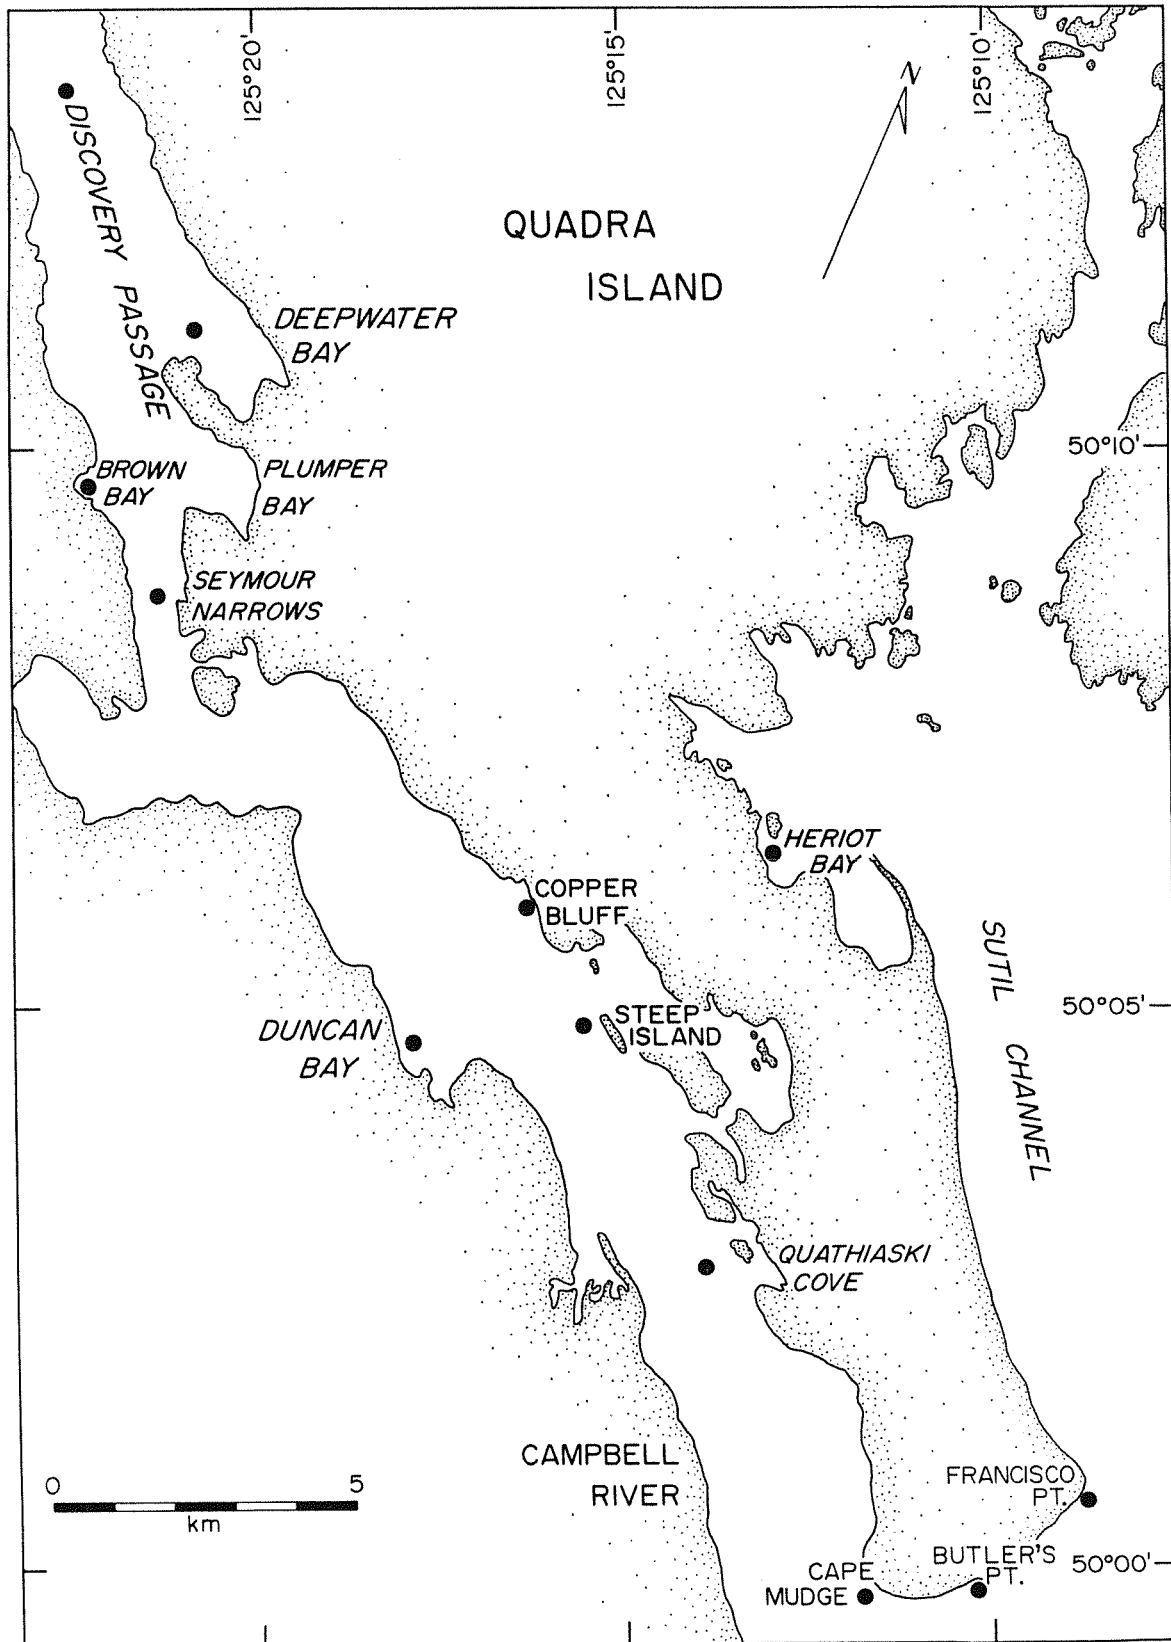 125°20'
125°15'
125°10'
N
DISCOVERY PASSAGE
QUADRA
ISLAND
DEEPWATER
BAY
50°10'
BROWN
BAY
PLUMPER
BAY
SEYMOUR
NARROWS
HERIOT
BAY
COPPER
BLUFF
SUTIL CHANNEL
50°05'
STEEP
ISLAND
DUNCAN
BAY
QUATHIASKI
COVE
CAMPBELL
RIVER
0 5
km
FRANCISCO
PT.
BUTLER'S
PT.
50°00'
CAPE
MUDGE